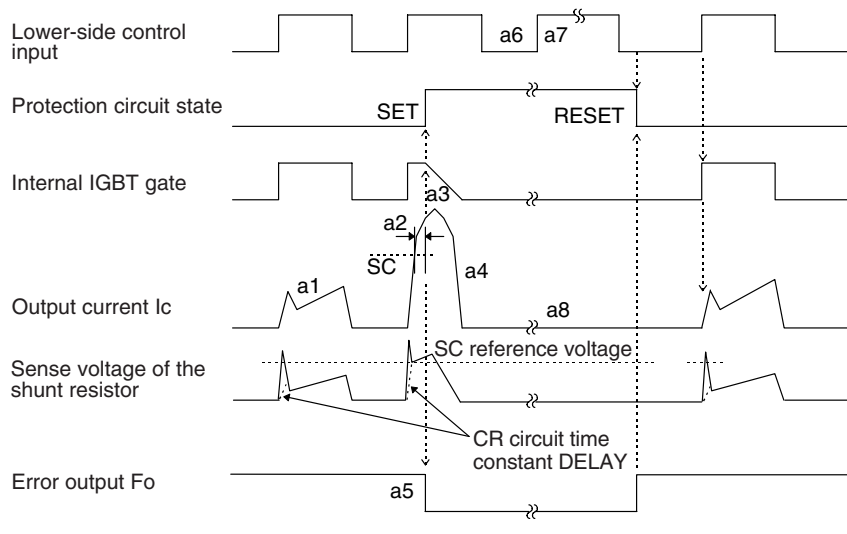 Lower-side control
input
a6
a7
Protection circuit state
SET
RESET
Internal IGBT gate
a3
a2
SC
a4
Output current Ic
a1
a8
SC reference voltage
Sense voltage of the
shunt resistor
CR circuit time
constant DELAY
Error output Fo
a5